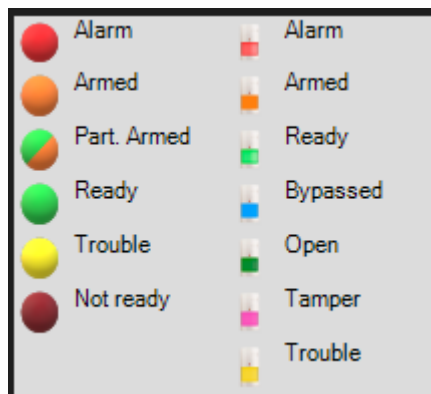 Alarm
Armed
Part. Armed
Ready
Trouble
Not ready
Alarm
Armed
Ready
Bypassed
Open
Tamper
Trouble